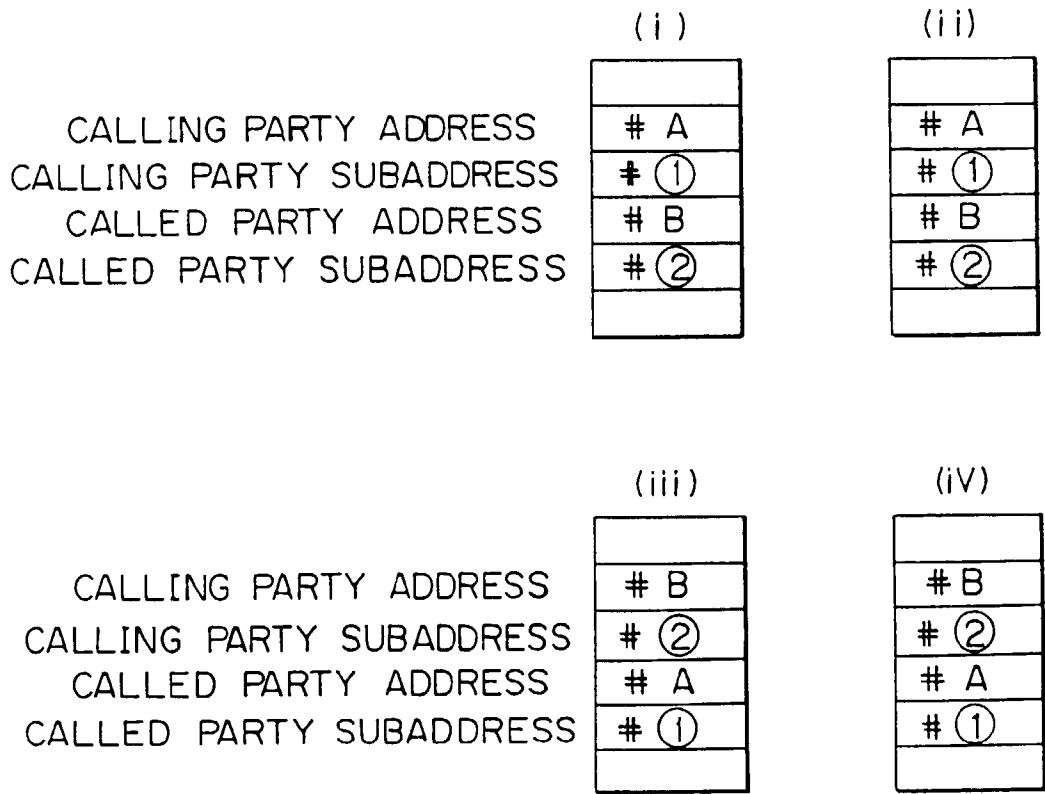 (i) (ii)
CALLING PARTY ADDRESS # A # A
CALLING PARTY SUBADDRESS # ① # ①
CALLED PARTY ADDRESS # B # B
CALLED PARTY SUBADDRESS # ② # ②
(iii) (iV)
CALLING PARTY ADDRESS # B # B
CALLING PARTY SUBADDRESS # ② # ②
CALLED PARTY ADDRESS # A # A
CALLED PARTY SUBADDRESS # ① # ①